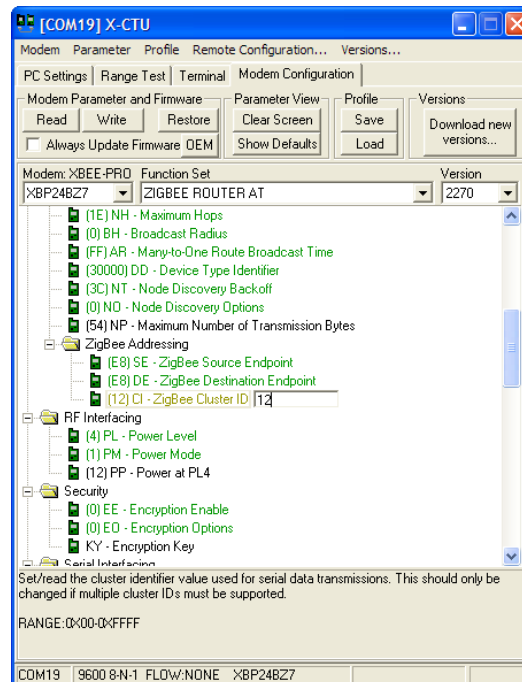 [COM19] X-CTU
Modem Parameter Profile Remote Configuration... Versions...
PC Settings Range Test Terminal Modem Configuration
Modem Parameter and Firmware Parameter View Profile Versions
Read Write Restore Clear Screen Save Download new versions...
Always Update Firmware OEM Show Defaults Load
Modem: XBEE-PRO Function Set Version
XBP24BZ7 ZIGBEE ROUTER AT 2270
(1E) NH - Maximum Hops
(0) BH - Broadcast Radius
(FF) AR - Many-to-One Route Broadcast Time
(30000) DD - Device Type Identifier
(3C) NT - Node Discovery Backoff
(0) NO - Node Discovery Options
(54) NP - Maximum Number of Transmission Bytes
ZigBee Addressing
(E8) SE - ZigBee Source Endpoint
(E8) DE - ZigBee Destination Endpoint
(12) CI - ZigBee Cluster ID 12
RF Interfacing
(4) PL - Power Level
(1) PM - Power Mode
(12) PP - Power at PL4
Security
(0) EE - Encryption Enable
(0) EO - Encryption Options
KY - Encryption Key
Serial Interfacing
Set/read the cluster identifier value used for serial data transmissions. This should only be
changed if multiple cluster IDs must be supported.
RANGE:0X00-0XFFFF
COM19 9600 8-N-1 FLOW:NONE XBP24BZ7